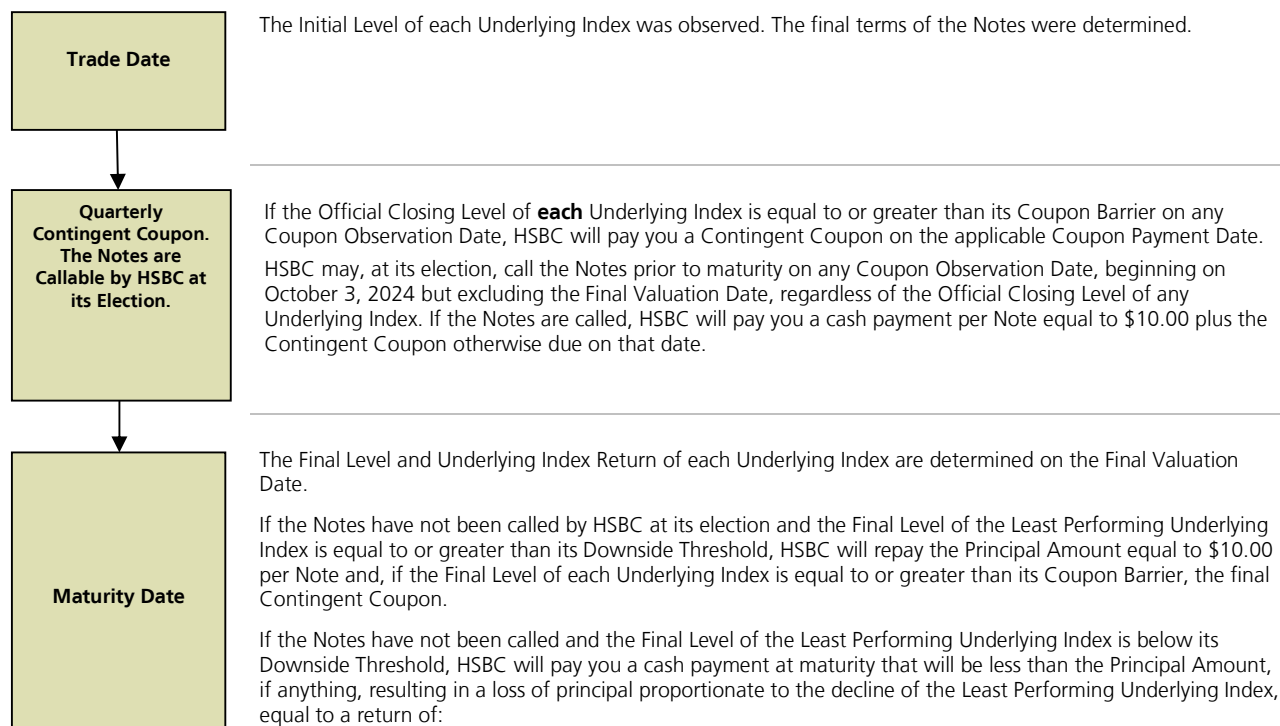 Trade Date
The Initial Level of each Underlying Index was observed. The final terms of the Notes were determined.
Quarterly
Contingent Coupon.
The Notes are
Callable by HSBC at
its Election.
If the Official Closing Level of each Underlying Index is equal to or greater than its Coupon Barrier on any
Coupon Observation Date, HSBC will pay you a Contingent Coupon on the applicable Coupon Payment Date.
HSBC may, at its election, call the Notes prior to maturity on any Coupon Observation Date, beginning on
October 3, 2024 but excluding the Final Valuation Date, regardless of the Official Closing Level of any
Underlying Index. If the Notes are called, HSBC will pay you a cash payment per Note equal to $10.00 plus the
Contingent Coupon otherwise due on that date.
Maturity Date
The Final Level and Underlying Index Return of each Underlying Index are determined on the Final Valuation
Date.
If the Notes have not been called by HSBC at its election and the Final Level of the Least Performing Underlying
Index is equal to or greater than its Downside Threshold, HSBC will repay the Principal Amount equal to $10.00
per Note and, if the Final Level of each Underlying Index is equal to or greater than its Coupon Barrier, the final
Contingent Coupon.
If the Notes have not been called and the Final Level of the Least Performing Underlying Index is below its
Downside Threshold, HSBC will pay you a cash payment at maturity that will be less than the Principal Amount,
if anything, resulting in a loss of principal proportionate to the decline of the Least Performing Underlying Index,
equal to a return of: